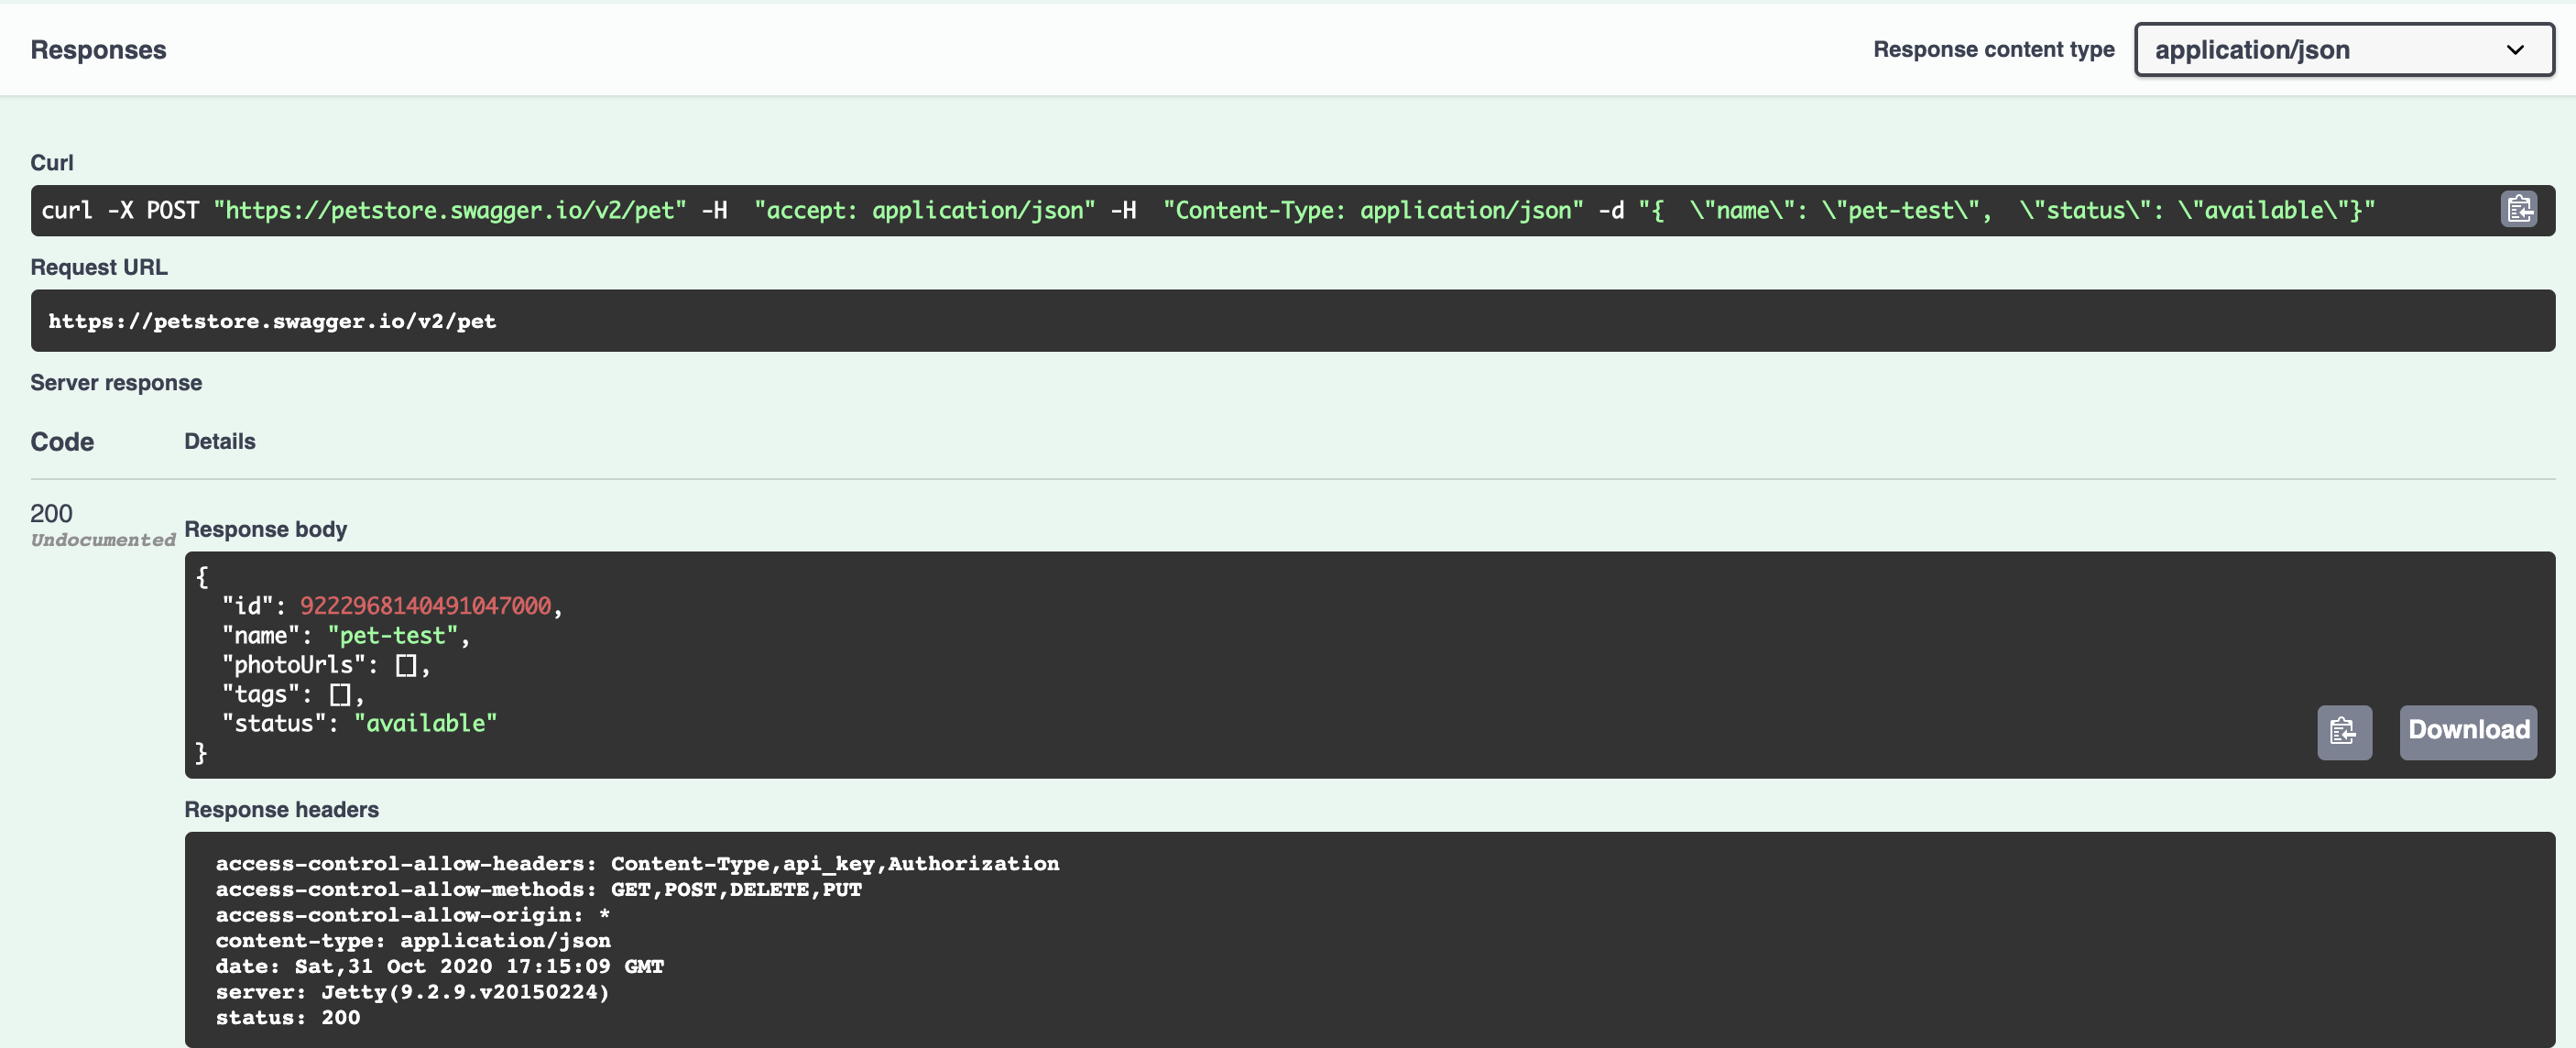 Responses
Response content type application/json
Curl
curl -X POST "https://petstore.swagger.io/v2/pet" -H  "accept: application/json" -H  "Content-Type: application/json" -d "{  \"name\": \"pet-test\",  \"status\": \"available\"}"
Request URL
https://petstore.swagger.io/v2/pet
Server response
Code Details
200
Undocumented
Response body
{
  "id": 9222968140491047000,
  "name": "pet-test",
  "photoUrls": [],
  "tags": [],
  "status": "available"
}
Download
Response headers
access-control-allow-headers: Content-Type,api_key,Authorization
access-control-allow-methods: GET,POST,DELETE,PUT
access-control-allow-origin: *
content-type: application/json
date: Sat,31 Oct 2020 17:15:09 GMT
server: Jetty(9.2.9.v20150224)
status: 200